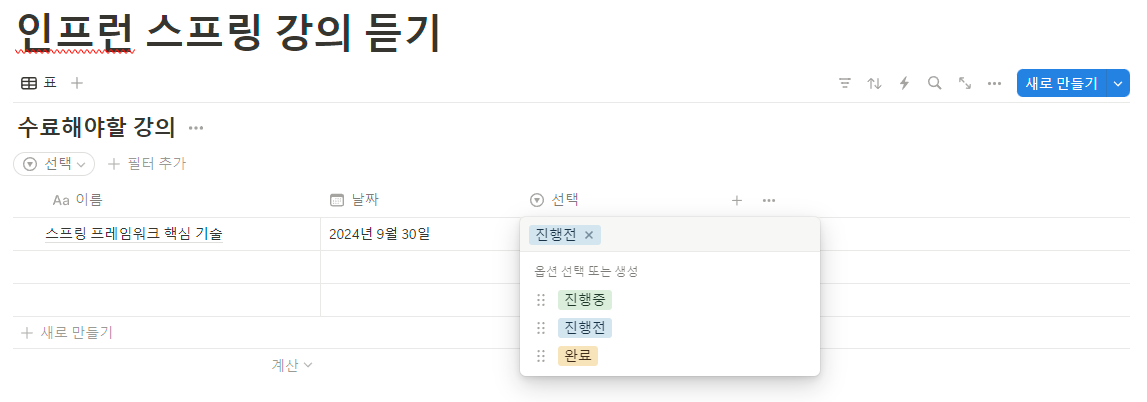 인프런 스프링 강의 듣기
표
새로 만들기
수료해야할 강의
선택
필터 추가
Aa 이름 날짜 선택
스프링 프레임워크 핵심 기술 2024년 9월 30일 진행전
옵션 선택 또는 생성
진행중
진행전
완료
새로 만들기
계산